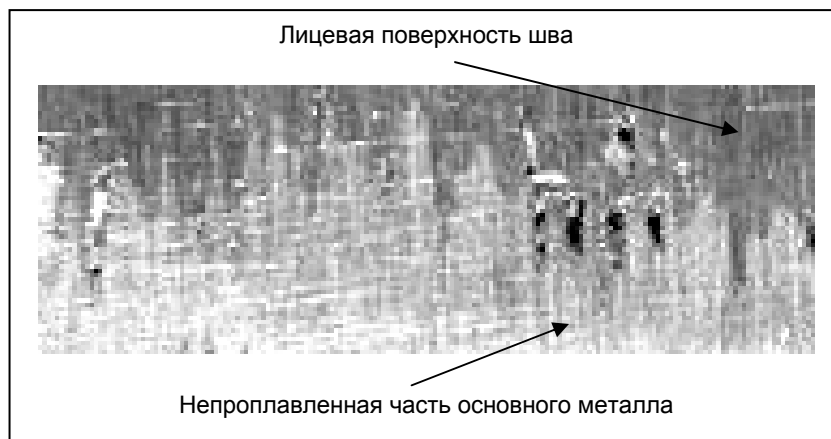 Лицевая поверхность шва
Непроплавленная часть основного металла